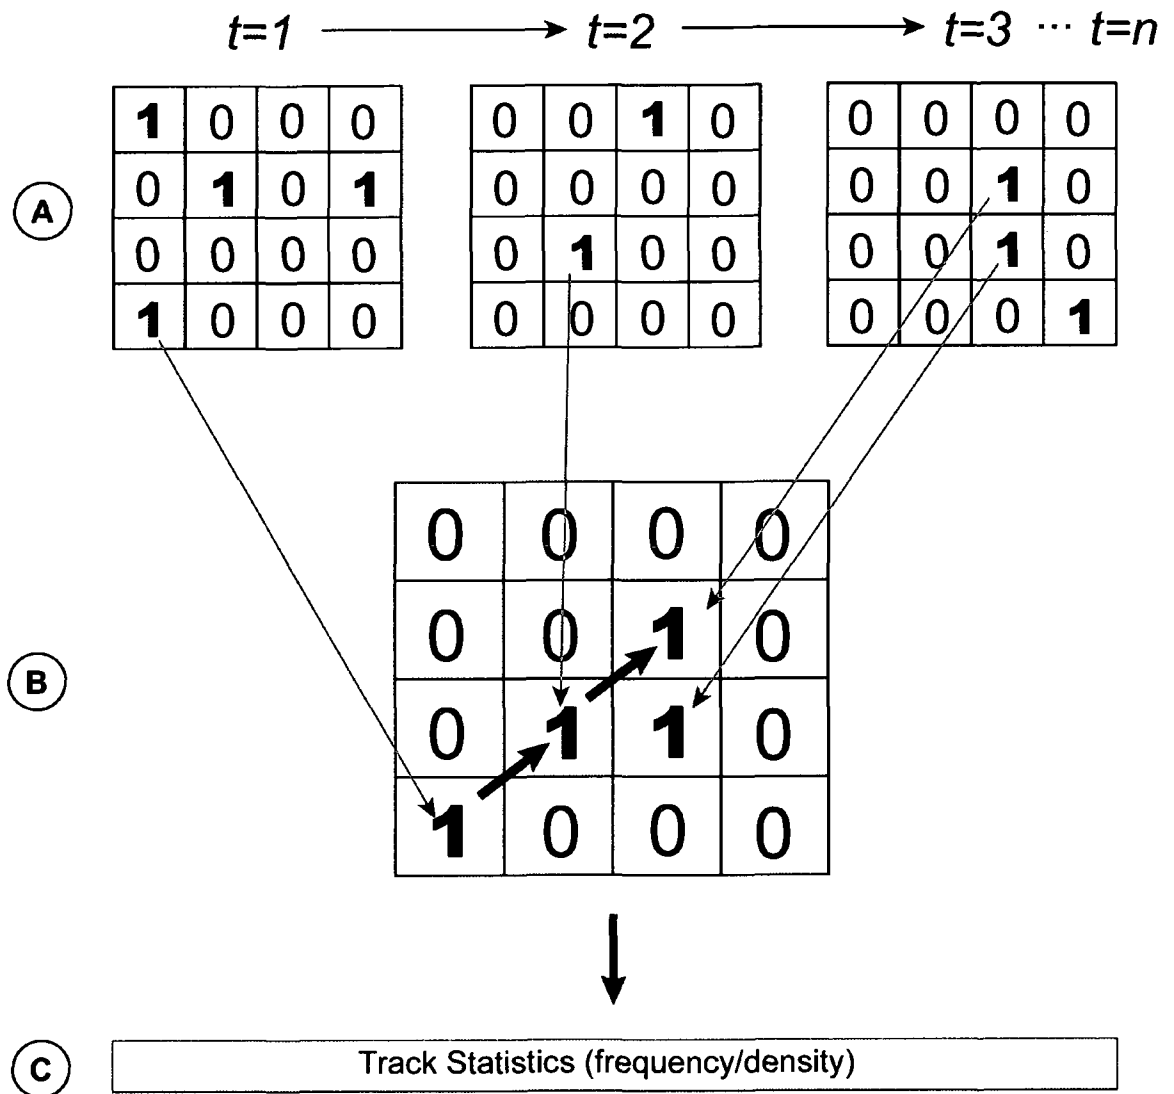 t=1 t=2 t=3 ··· t=n
1 0 0 0 0 0 1 0 0 0 0 0
0 1 0 1 0 0 0 0 0 0 1 0
A
0 0 0 0 0 1 0 0 0 0 1 0
1 0 0 0 0 0 0 0 0 0 0 1
0 0 0 0
0 0 1 0
B
0 1 1 0
1 0 0 0
C Track Statistics (frequency/density)